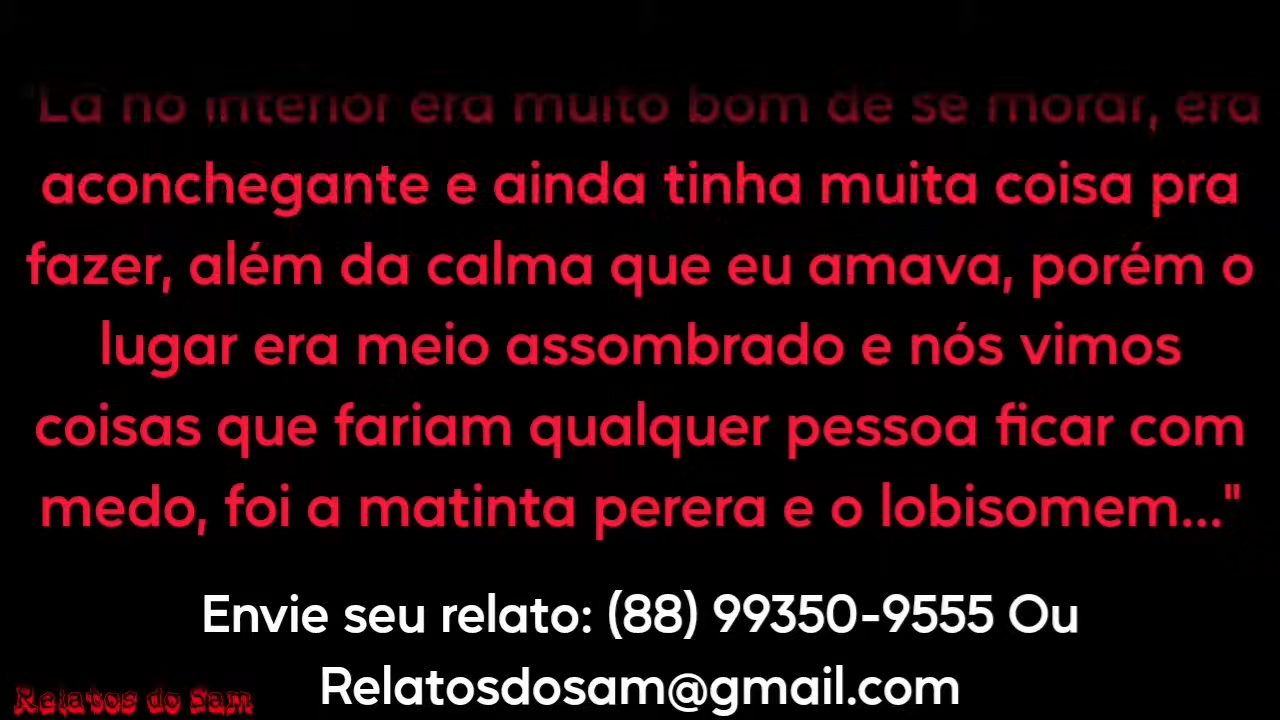 "Lá no interior era muito bom de se morar, era
aconchegante e ainda tinha muita coisa pra
fazer, além da calma que eu amava, porém o
lugar era meio assombrado e nós vimos
coisas que fariam qualquer pessoa ficar com
medo, foi a matinta perera e o lobisomem..."
Envie seu relato: (88) 99350-9555 Ou
Relatosdosam@gmail.com
Relatos do Sam